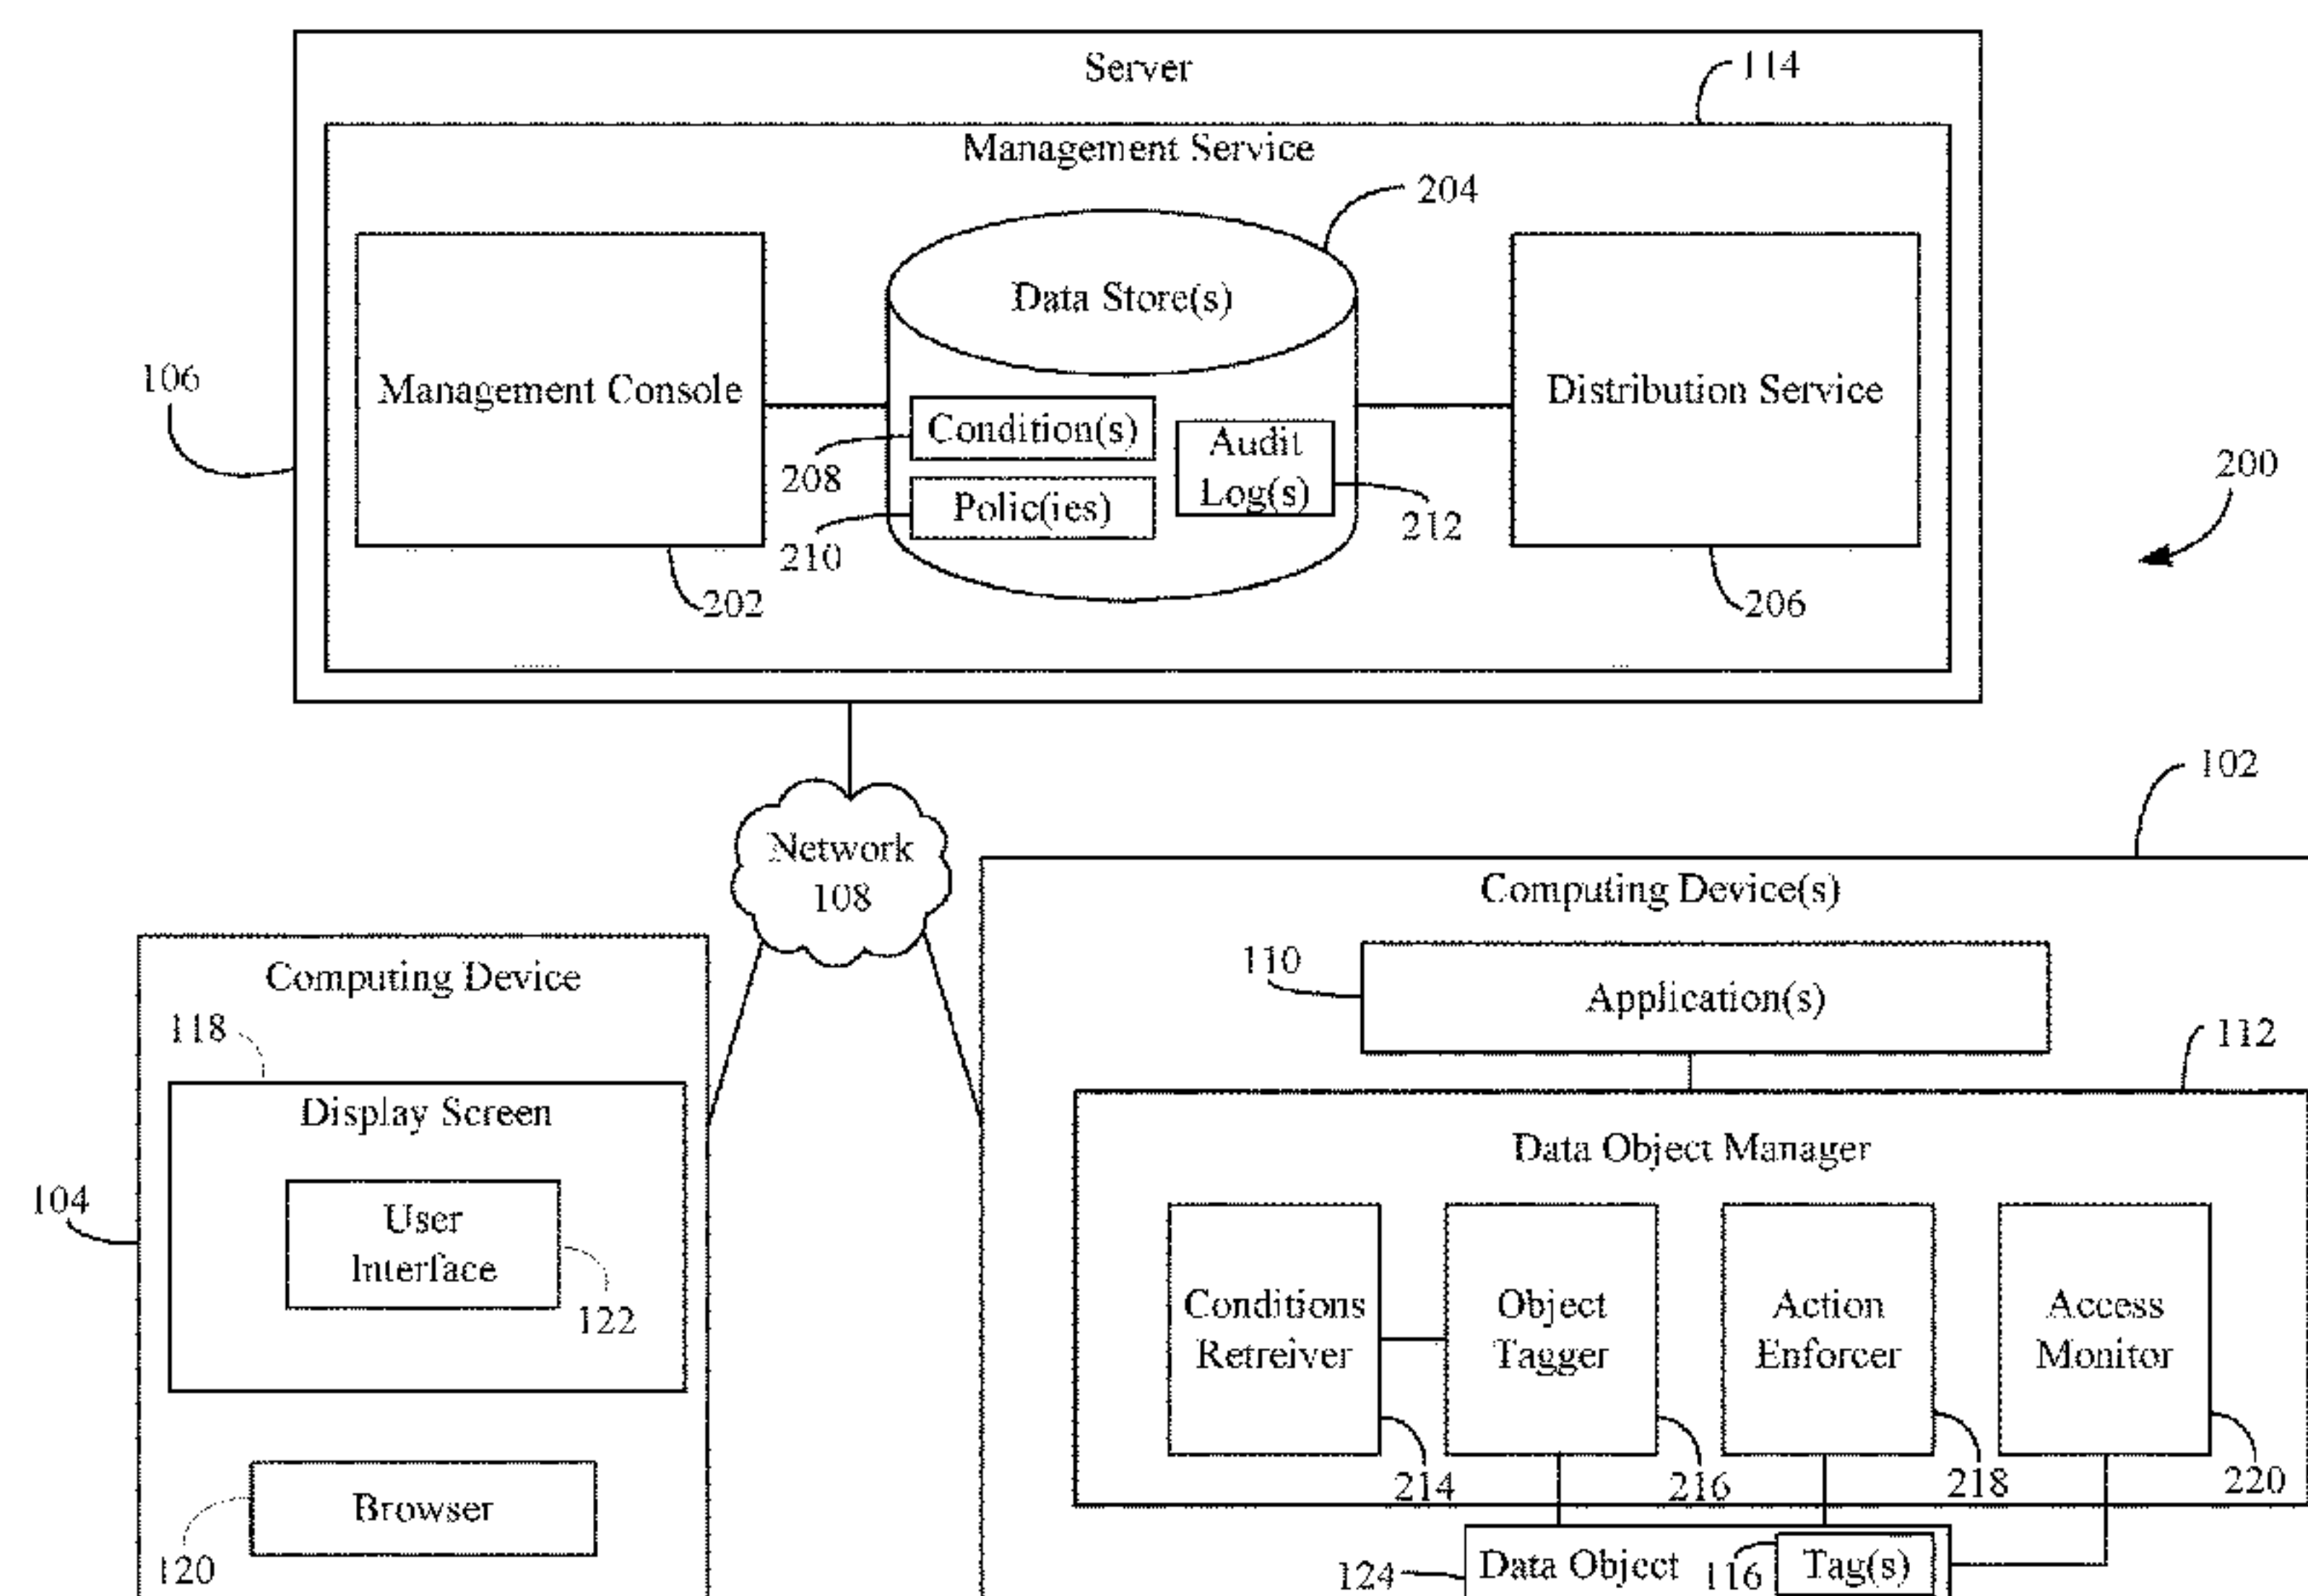 Server
114
Management Service
204
Data Store(s)
Management Console
Distribution Service
106
Condition(s)
208
Audit
Log(s)
Polic(ies)
210
212
202
206
200
Network
108
102
Computing Device(s)
110
Application(s)
112
Data Object Manager
Conditions
Retreiver
Object
Tagger
Action
Enforcer
Access
Monitor
214
216
218
220
124
Data Object
116
Tag(s)
Computing Device
118
Display Screen
104
User
Interface
122
Browser
120